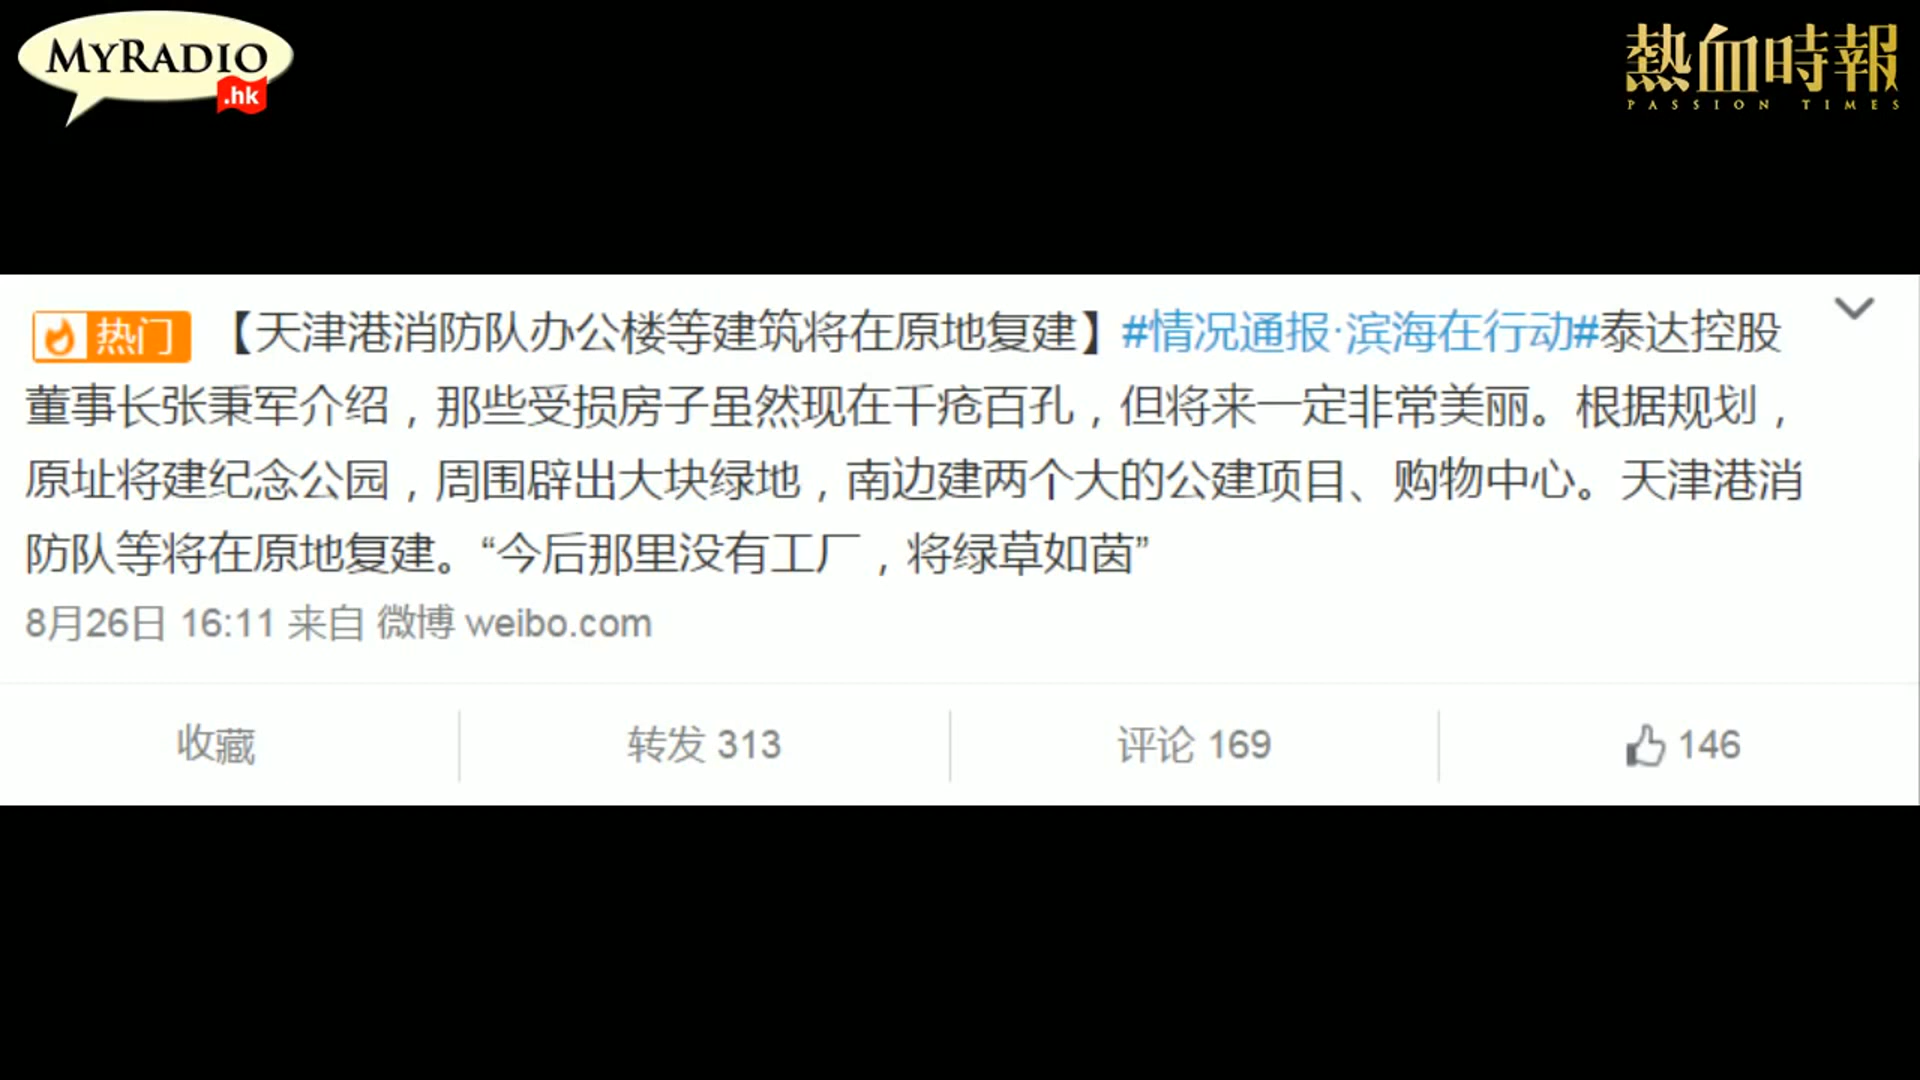 MYRADIO
.hk
熱血時報
PASSION TIMES
热门 【天津港消防队办公楼等建筑将在原地复建】#情况通报·滨海在行动#泰达控股
董事长张秉军介绍，那些受损房子虽然现在千疮百孔，但将来一定非常美丽。根据规划，
原址将建纪念公园，周围辟出大块绿地，南边建两个大的公建项目、购物中心。天津港消
防队等将在原地复建。“今后那里没有工厂，将绿草如茵”
8月26日 16:11 来自 微博 weibo.com
收藏 转发 313 评论 169 146